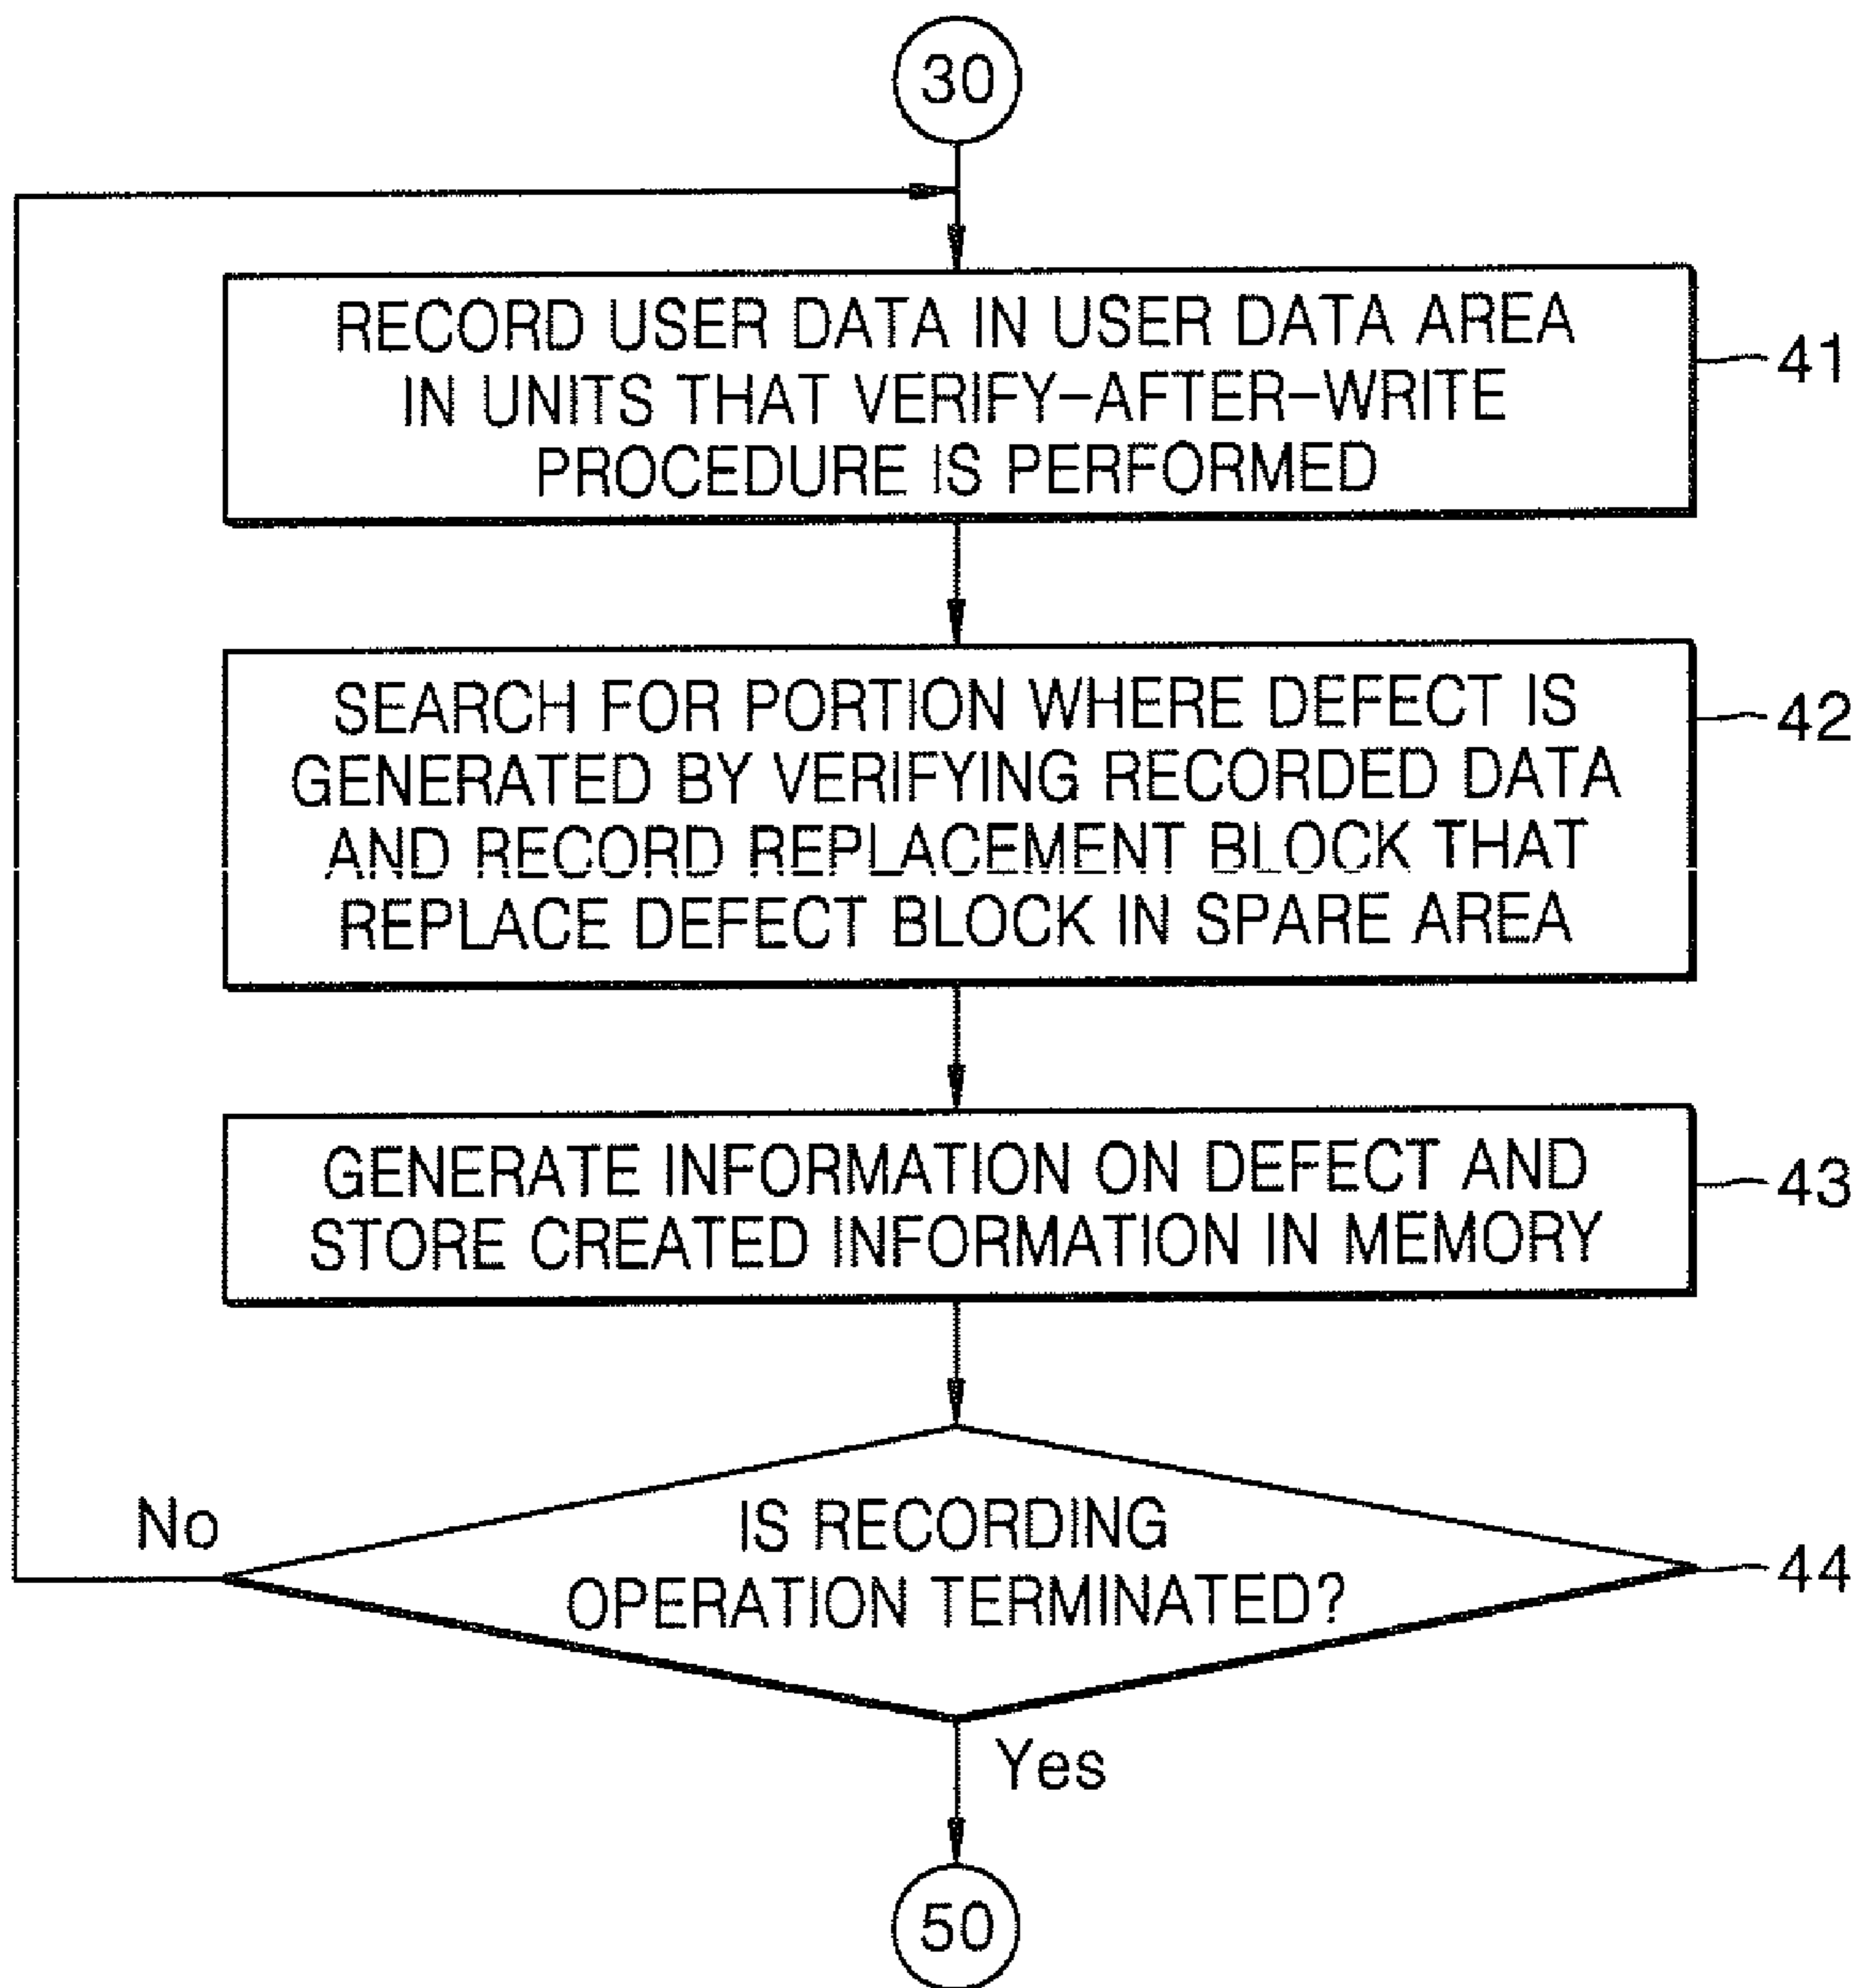 30
RECORD USER DATA IN USER DATA AREA
IN UNITS THAT VERIFY-AFTER-WRITE
PROCEDURE IS PERFORMED
41
SEARCH FOR PORTION WHERE DEFECT IS
GENERATED BY VERIFYING RECORDED DATA
AND RECORD REPLACEMENT BLOCK THAT
REPLACE DEFECT BLOCK IN SPARE AREA
42
GENERATE INFORMATION ON DEFECT AND
STORE CREATED INFORMATION IN MEMORY
43
No
IS RECORDING
OPERATION TERMINATED?
44
Yes
50